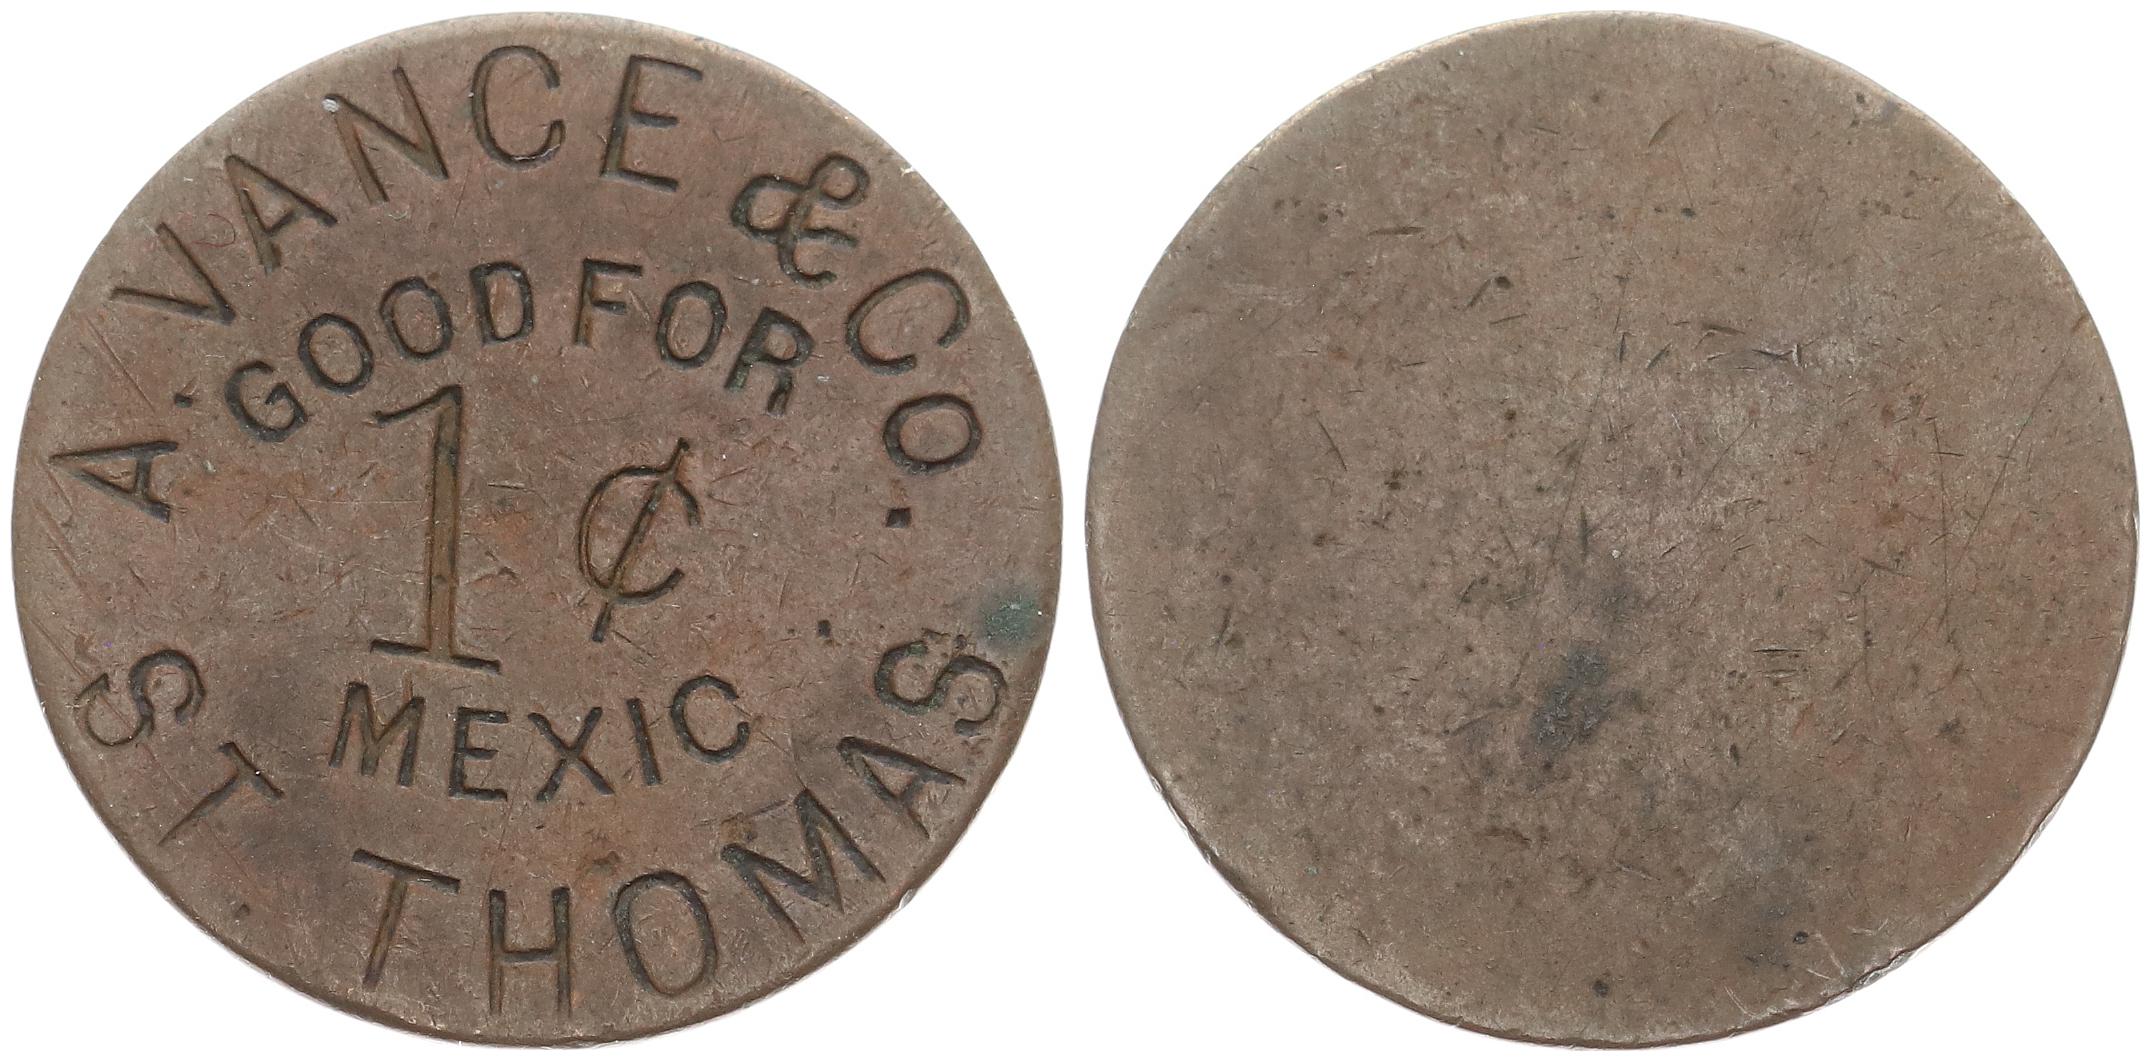 A. VANCE & CO.
GOOD FOR
1 ¢
MEXIC
ST. THOMAS